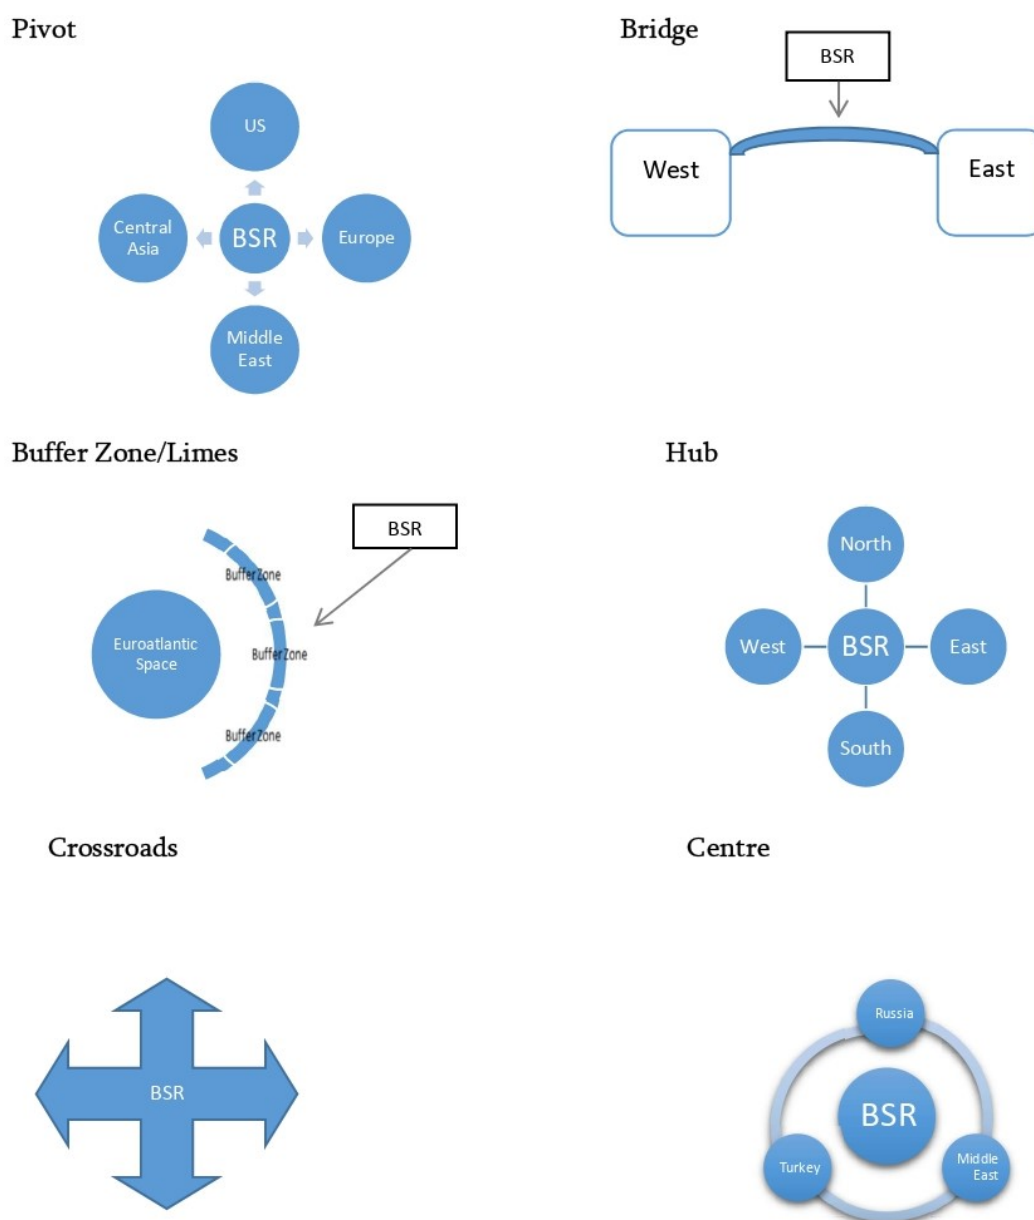 Pivot
US
Central
Asia
BSR
Europe
Middle
East
Bridge
BSR
West
East
Buffer Zone/Limes
BSR
Buffer Zone
Euroatlantic
Space
Buffer Zone
Buffer Zone
Hub
North
West
BSR
East
South
Crossroads
BSR
Centre
Russia
BSR
Turkey
Middle
East